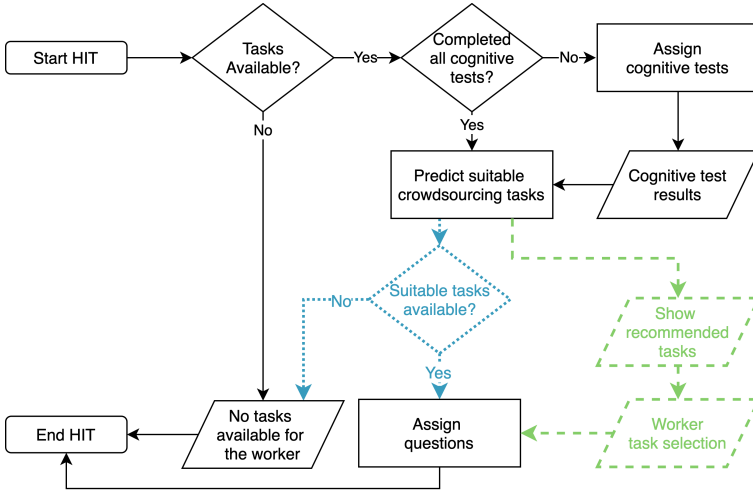 Start HIT
Tasks
Available?
Yes
Completed
all cognitive
tests?
No
Assign
cognitive tests
No
Yes
Predict suitable
crowdsourcing tasks
Cognitive test
results
Suitable tasks
available?
No
Show
recommended
tasks
Yes
End HIT
No tasks
available for
the worker
Assign
questions
Worker
task selection